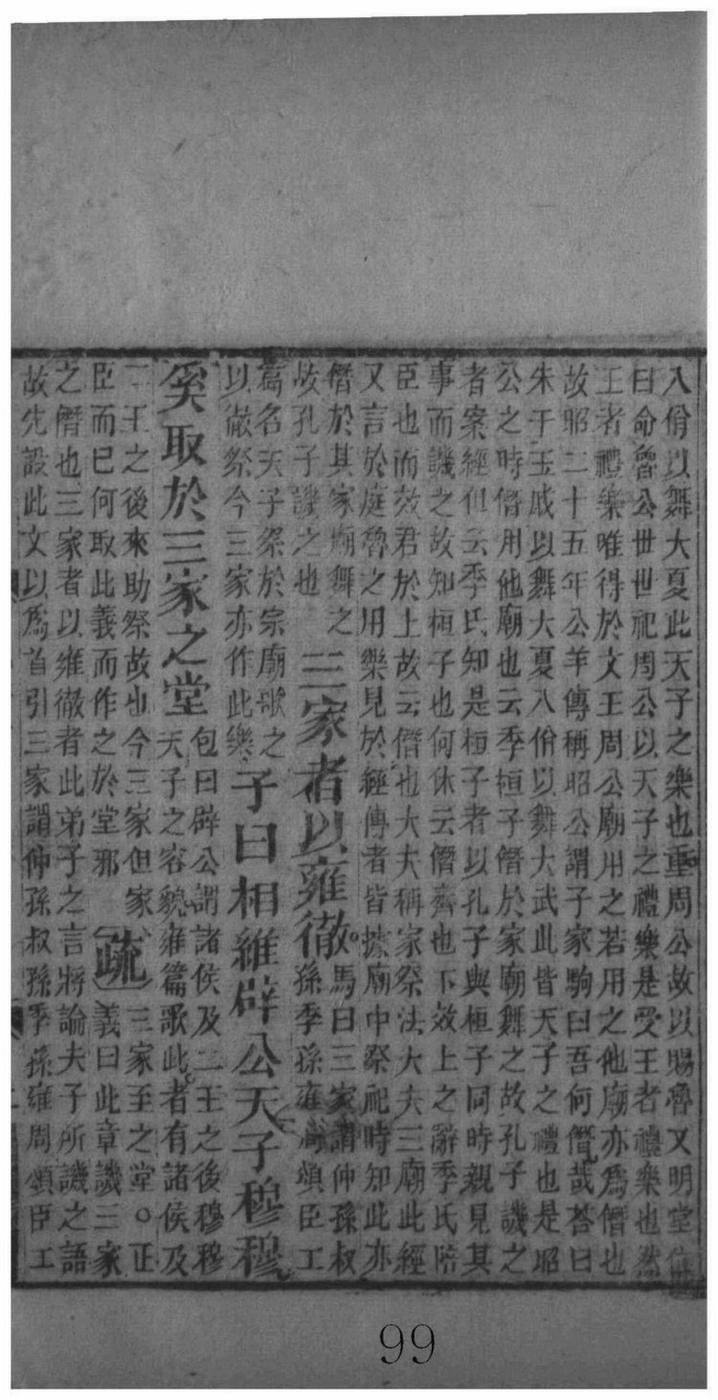 八佾以舞大夏此天子之樂也重周公故以賜魯又明堂位
曰命魯公世世祀周公以天子之禮樂是受王者禮樂也然
王者禮樂唯得於文王周公廟用之若用之他廟亦爲僭也
故昭二十五年公羊傳稱昭公謂子家駒曰吾何僭哉荅曰
朱干玉戚以舞大夏八佾以舞大武此皆天子之禮也是昭
公之時僭用他廟也云季桓子僭於家廟舞之故孔子譏之
者案經但云季氏知是桓子者以孔子與桓子同時親見其
事而譏之故知桓子也何休云僭齊也下效上之辭季氏陪
臣也而效君於上故云僭也大夫稱家祭法大夫三廟此經
又言於庭魯之用樂見於經傳者皆據廟中祭祀時知此亦
僭於其家廟舞之
故孔子譏之也
三家者以雍徹
馬曰三家謂仲孫叔
孫季孫雍周頌臣工
篇名天子祭於宗廟歌之
以徹祭今三家亦作此樂
子曰相維辟公天子穆穆
奚取於三家之堂
包曰辟公謂諸侯及二王之後穆穆
天子之容貌雍篇歌此者有諸侯及
二王之後來助祭故也今三家但家
臣而已何取此義而作之於堂邪
疏
三家至之堂○正
義曰此章譏三家
之僭也三家者以雍徹者此弟子之言將論夫子所譏之語
故先設此文以爲首引三家謂仲孫叔孫季孫雍周頌臣工
99